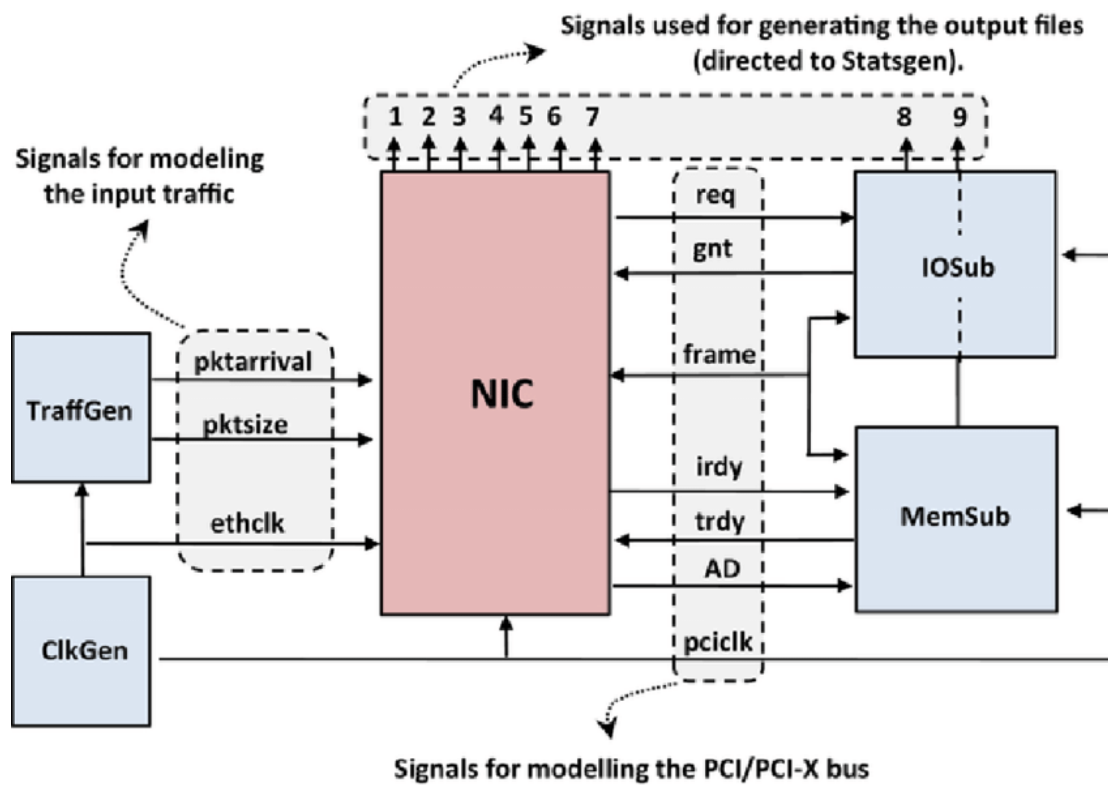 Signals used for generating the output files
(directed to Statsgen).
1 2 3 4 5 6 7 8 9
Signals for modeling
the input traffic
req
gnt
IOSub
frame
pktarrival
NIC
TraffGen
pktsize
irdy
MemSub
ethclk
trdy
AD
ClkGen
pciclk
Signals for modelling the PCI/PCI-X bus